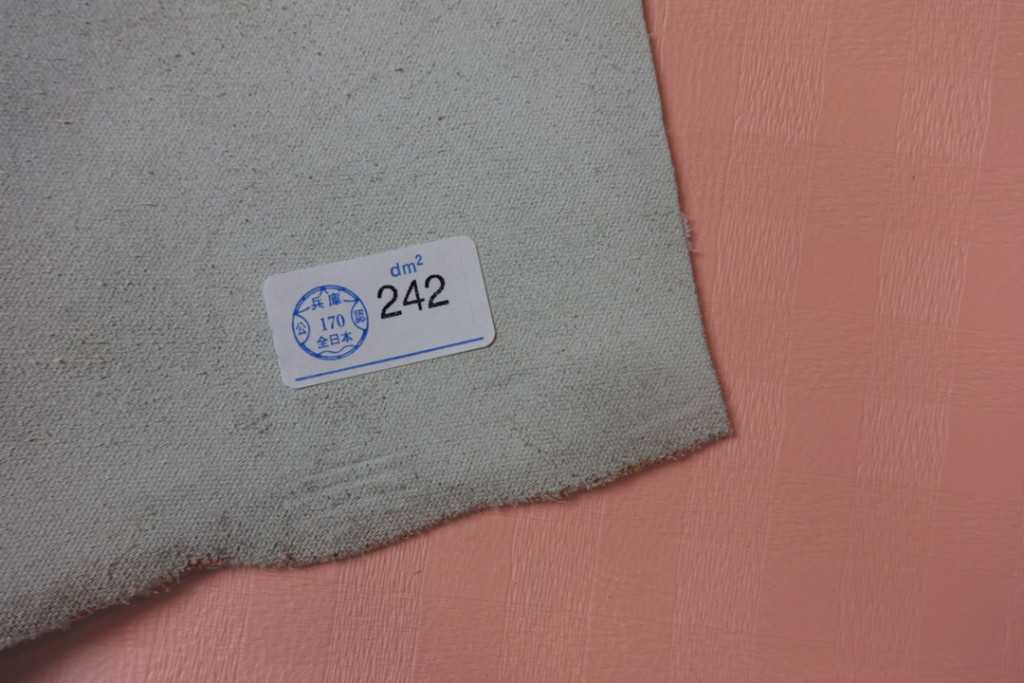 dm²
242
兵庫
公 170 認
全日本